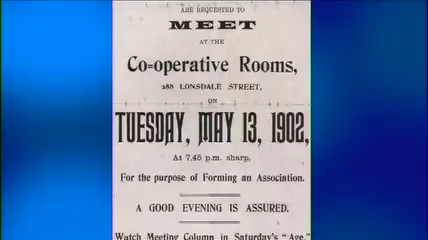 ARE REQUESTED TO
MEET
AT THE
Co=operative Rooms,
288 LONSDALE STREET,
ON
TUESDAY, MAY 13, 1902,
At 7.45 p.m. sharp,
For the purpose of Forming an Association.
A GOOD EVENING IS ASSURED.
Watch Meeting Column in Saturday's "Age."